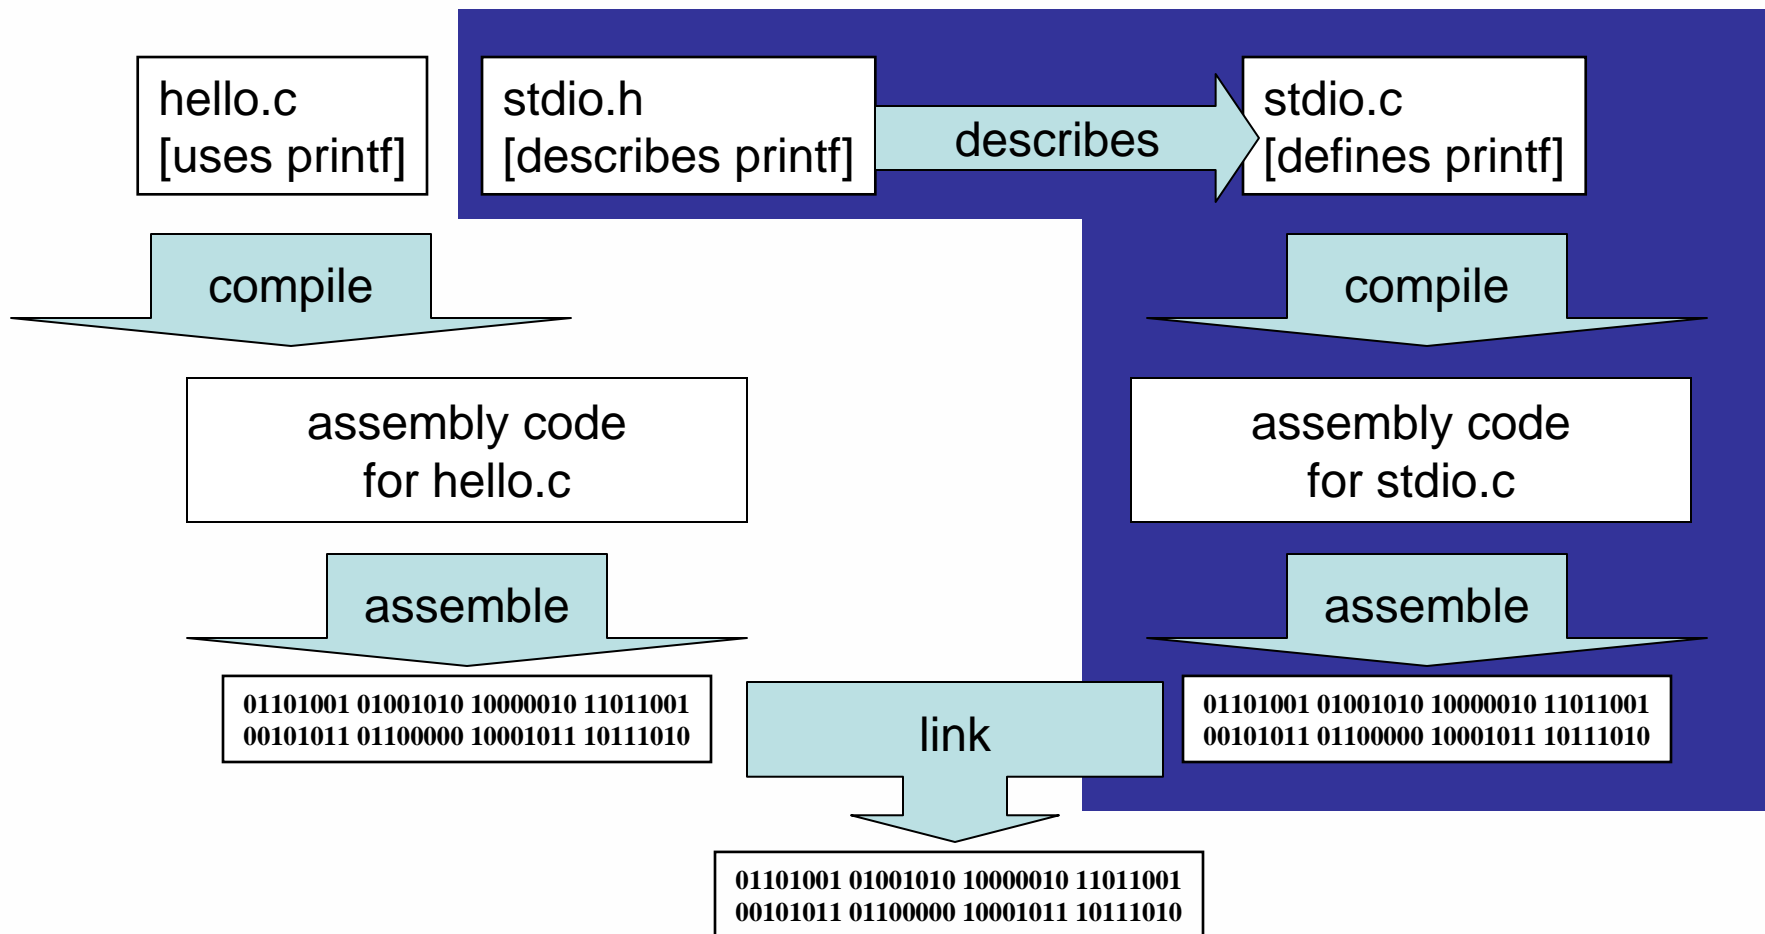 hello.c
[uses printf]
stdio.h
[describes printf]
describes
stdio.c
[defines printf]
compile
compile
assembly code
for hello.c
assembly code
for stdio.c
assemble
assemble
01101001 01001010 10000010 11011001
00101011 01100000 10001011 10111010
link
01101001 01001010 10000010 11011001
00101011 01100000 10001011 10111010
01101001 01001010 10000010 11011001
00101011 01100000 10001011 10111010